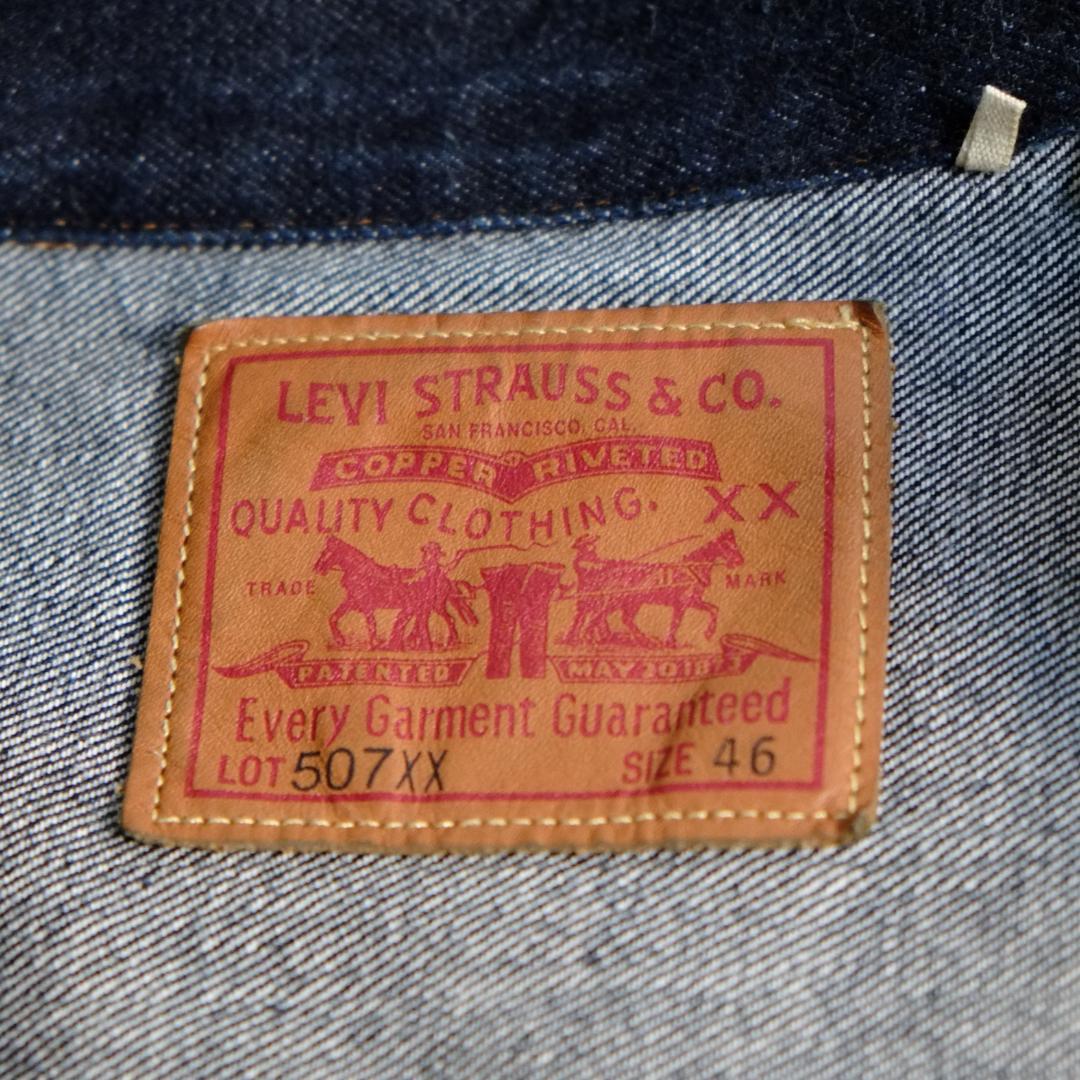 LEVI STRAUSS & CO.
SAN FRANCISCO, CAL.
COPPER RIVETED
QUALITY CLOTHING. XX
TRADE MARK
PATENTED MAY 20 1873
Every Garment Guaranteed
LOT 507XX SIZE 46